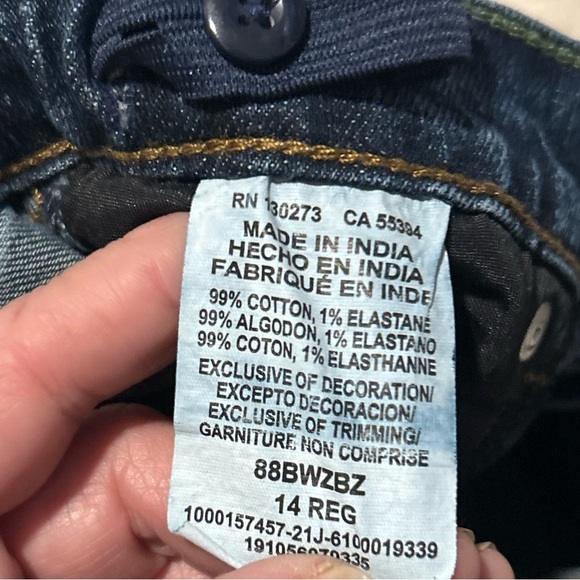 RN 130273 CA 55394
MADE IN INDIA
HECHO EN INDIA
FABRIQUÉ EN INDE
99% COTTON, 1% ELASTANE
99% ALGODON, 1% ELASTANO
99% COTON, 1% ELASTHANNE
EXCLUSIVE OF DECORATION/
EXCEPTO DECORACION/
EXCLUSIVE OF TRIMMING/
GARNITURE NON COMPRISE
88BWZBZ
14 REG
1000157457-21J-6100019339